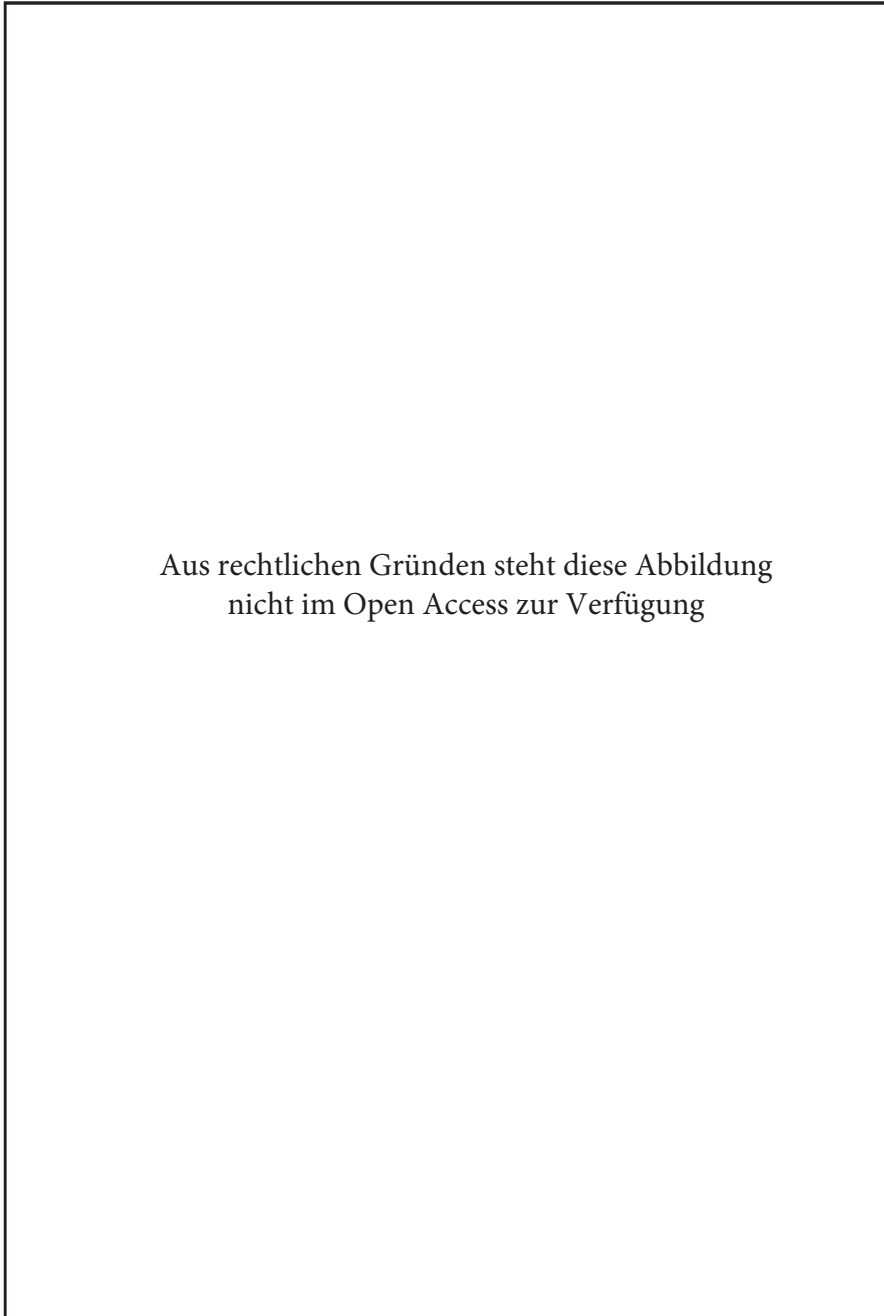 Aus rechtlichen Gründen steht diese Abbildung
nicht im Open Access zur Verfügung